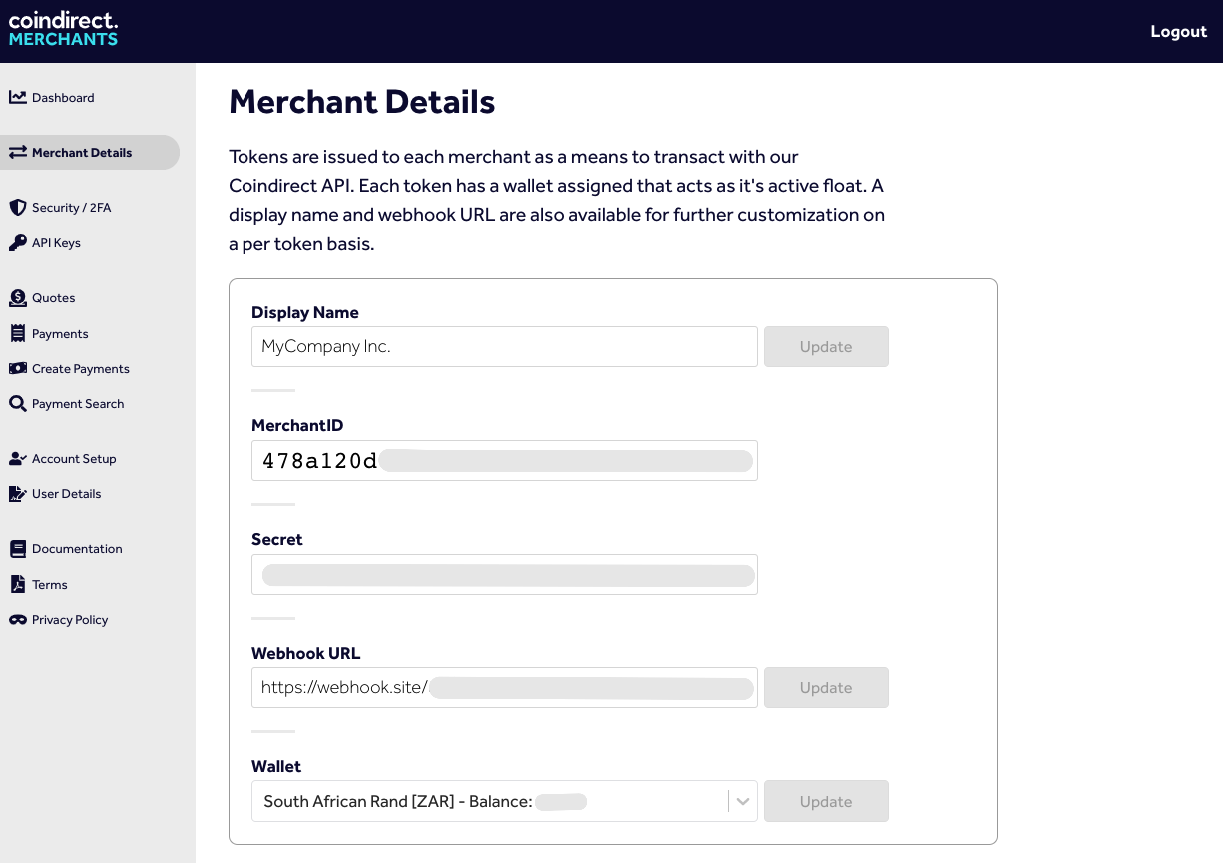 coindirect.
MERCHANTS
Logout
Dashboard
Merchant Details
Security / 2FA
API Keys
Quotes
Payments
Create Payments
Payment Search
Account Setup
User Details
Documentation
Terms
Privacy Policy
Merchant Details
Tokens are issued to each merchant as a means to transact with our
Coindirect API. Each token has a wallet assigned that acts as it's active float. A
display name and webhook URL are also available for further customization on
a per token basis.
Display Name
MyCompany Inc.
Update
MerchantID
478a120d
Secret
Webhook URL
https://webhook.site/
Update
Wallet
South African Rand [ZAR] - Balance:
Update